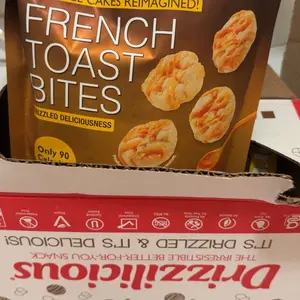 CAKES REIMAGINED!
FRENCH
TOAST
BITES
DRIZZLED DELICIOUSNESS
Only 90
IT'S DRIZZLED & IT'S DELICIOUS!
THE IRRESISTIBLE BETTER-FOR-YOU SNACK
Drizzilicious